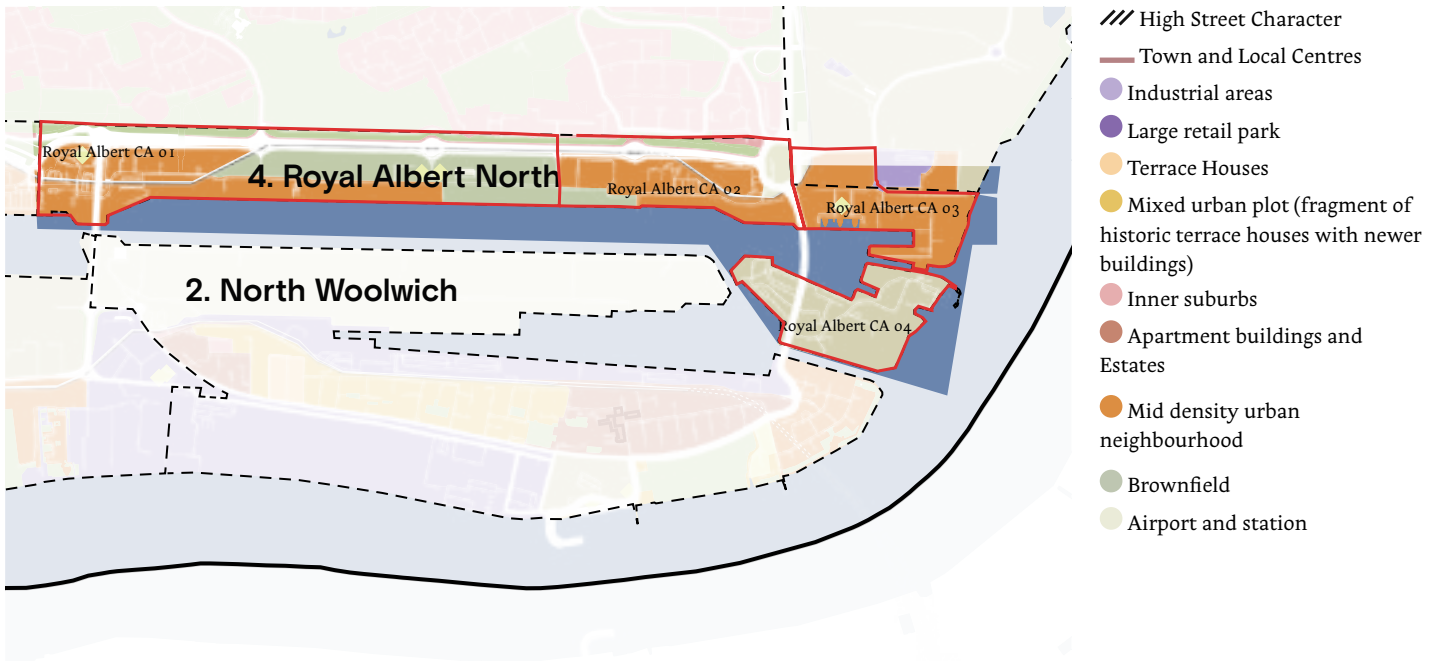 Royal Albert CA 01
4. Royal Albert North
Royal Albert CA 02
Royal Albert CA 03
2. North Woolwich
Royal Albert CA 04
High Street Character
Town and Local Centres
Industrial areas
Large retail park
Terrace Houses
Mixed urban plot (fragment of
historic terrace houses with newer
buildings)
Inner suburbs
Apartment buildings and
Estates
Mid density urban
neighbourhood
Brownfield
Airport and station